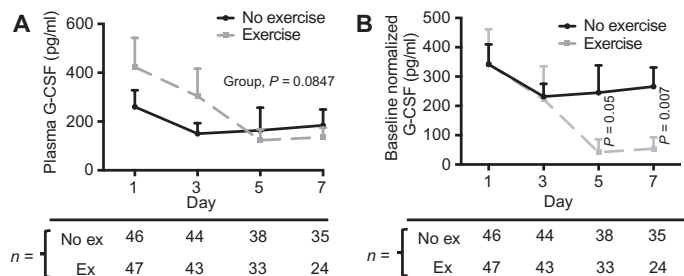 A
Plasma G-CSF (pg/ml)
600
400
200
0
No exercise
Exercise
Group, P = 0.0847
1 3 5 7
Day
n =
No ex 46 44 38 35
Ex 47 43 33 24
B
Baseline normalized
G-CSF (pg/ml)
500
400
300
200
100
0
No exercise
Exercise
P = 0.05
P = 0.007
1 3 5 7
Day
n =
No ex 46 44 38 35
Ex 47 43 33 24